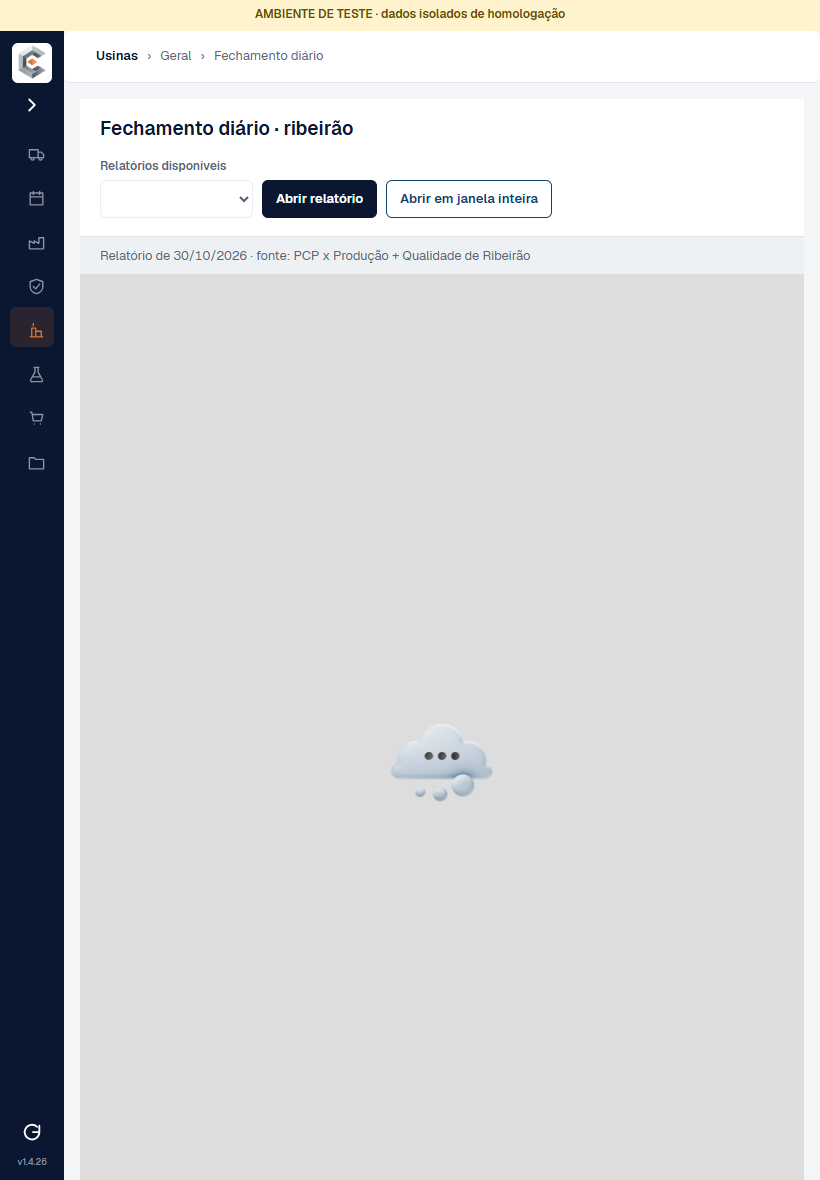 AMBIENTE DE TESTE · dados isolados de homologação
Usinas › Geral › Fechamento diário
Fechamento diário · ribeirão
Relatórios disponíveis
Abrir relatório
Abrir em janela inteira
Relatório de 30/10/2026 · fonte: PCP x Produção + Qualidade de Ribeirão
v1.4.26